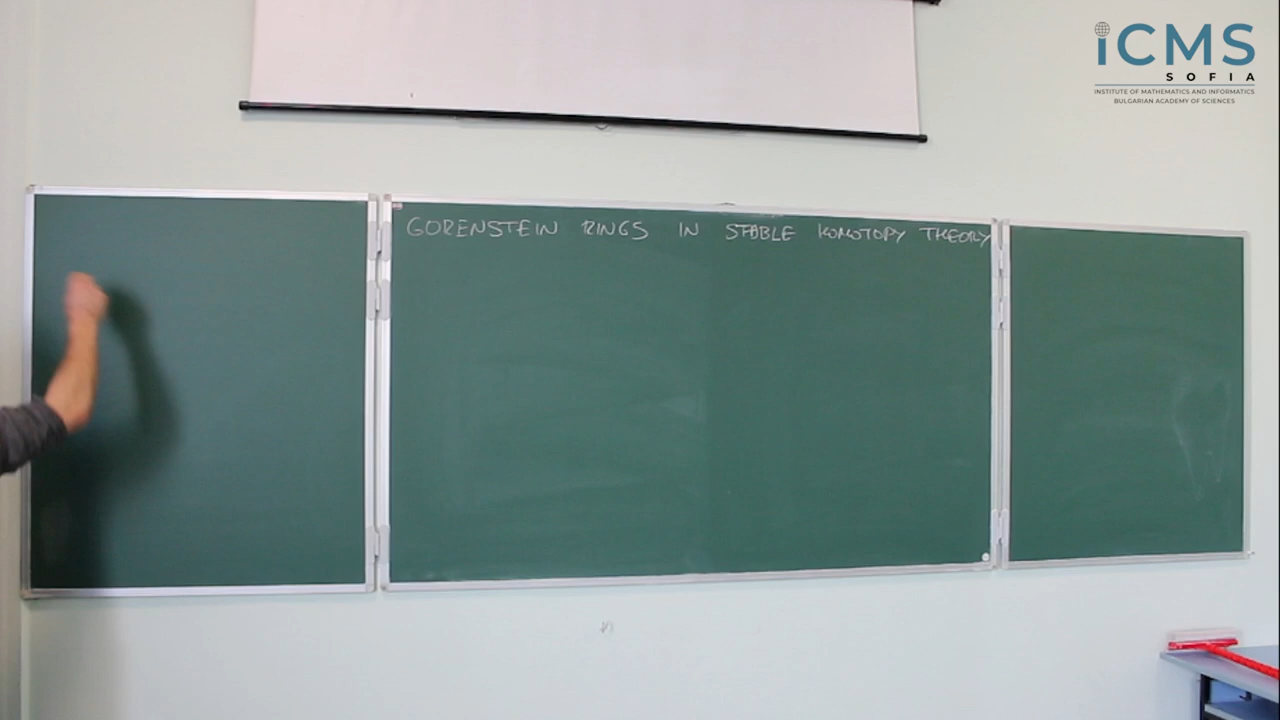 iCMS
SOFIA
INSTITUTE OF MATHEMATICS AND INFORMATICS
BULGARIAN ACADEMY OF SCIENCES
GORENSTEIN RINGS IN STABLE HOMOTOPY THEORY